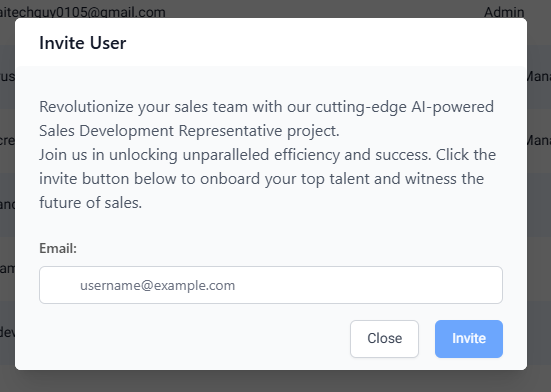 aitechguy0105@gmail.com Admin
Invite User
Revolutionize your sales team with our cutting-edge AI-powered
Sales Development Representative project.
Join us in unlocking unparalleled efficiency and success. Click the
invite button below to onboard your top talent and witness the
future of sales.
Email:
username@example.com
Close Invite